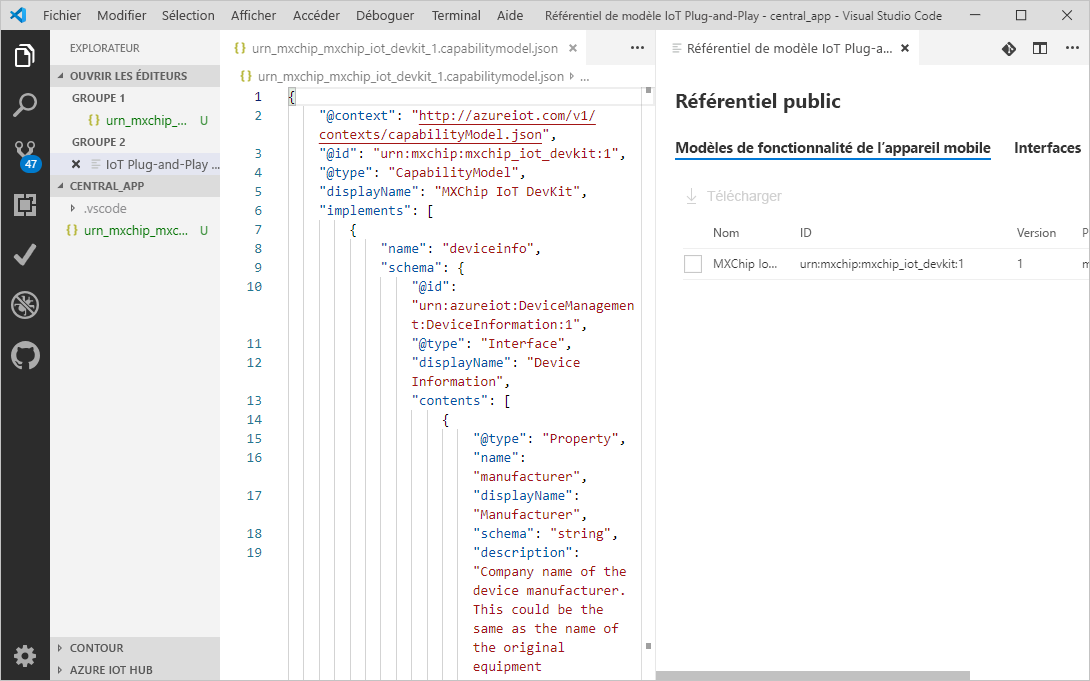 Fichier Modifier Sélection Afficher Accéder Déboguer Terminal Aide Référentiel de modèle IoT Plug-and-Play - central_app - Visual Studio Code
EXPLORATEUR
OUVRIR LES ÉDITEURS
GROUPE 1
{} urn_mxchip_... U
GROUPE 2
IoT Plug-and-Play ...
CENTRAL_APP
.vscode
{} urn_mxchip_mxc... U
CONTOUR
AZURE IOT HUB
47
{} urn_mxchip_mxchip_iot_devkit_1.capabilitymodel.json
{} urn_mxchip_mxchip_iot_devkit_1.capabilitymodel.json ...
1 {
2 "@context": "http://azureiot.com/v1/
contexts/capabilityModel.json",
3 "@id": "urn:mxchip:mxchip_iot_devkit:1",
4 "@type": "CapabilityModel",
5 "displayName": "MXChip IoT DevKit",
6 "implements": [
7 {
8 "name": "deviceinfo",
9 "schema": {
10 "@id":
"urn:azureiot:DeviceManagemen
t:DeviceInformation:1",
11 "@type": "Interface",
12 "displayName": "Device
Information",
13 "contents": [
14 {
15 "@type": "Property",
16 "name":
"manufacturer",
17 "displayName":
"Manufacturer",
18 "schema": "string",
19 "description":
"Company name of the
device manufacturer.
This could be the
same as the name of
the original
equipment
Référentiel de modèle IoT Plug-a...
Référentiel public
Modèles de fonctionnalité de l'appareil mobile Interfaces
Télécharger
Nom ID Version P
MXChip Io... urn:mxchip:mxchip_iot_devkit:1 1 m